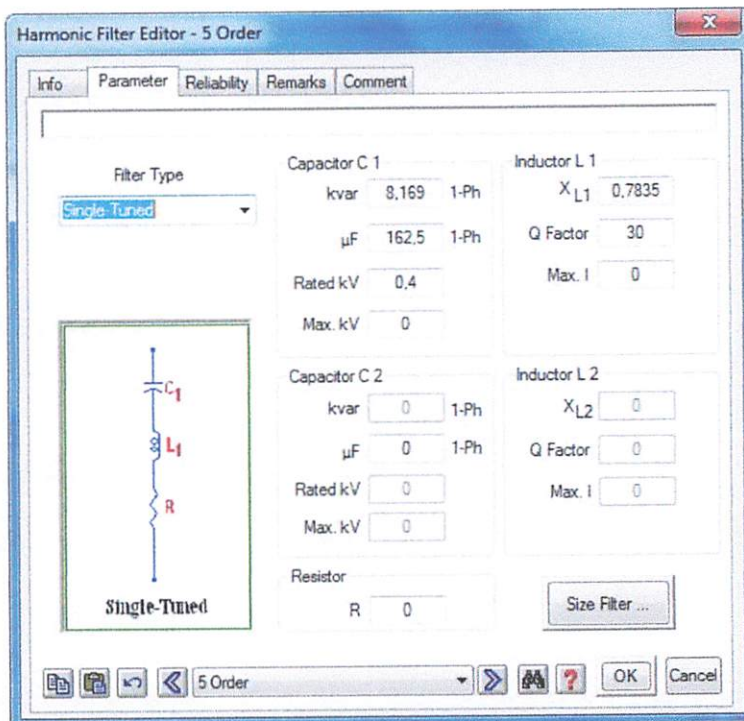 Harmonic Filter Editor - 5 Order
Info Parameter Reliability Remarks Comment
Filter Type
Single-Tuned
Capacitor C 1
kvar 8,169 1-Ph
µF 162,5 1-Ph
Rated kV 0,4
Max. kV 0
Inductor L 1
XL1 0,7835
Q Factor 30
Max. I 0
C1
L1
R
Single-Tuned
Capacitor C 2
kvar 0 1-Ph
µF 0 1-Ph
Rated kV 0
Max. kV 0
Inductor L 2
XL2 0
Q Factor 0
Max. I 0
Resistor
R 0
Size Filter ...
5 Order
?
OK
Cancel